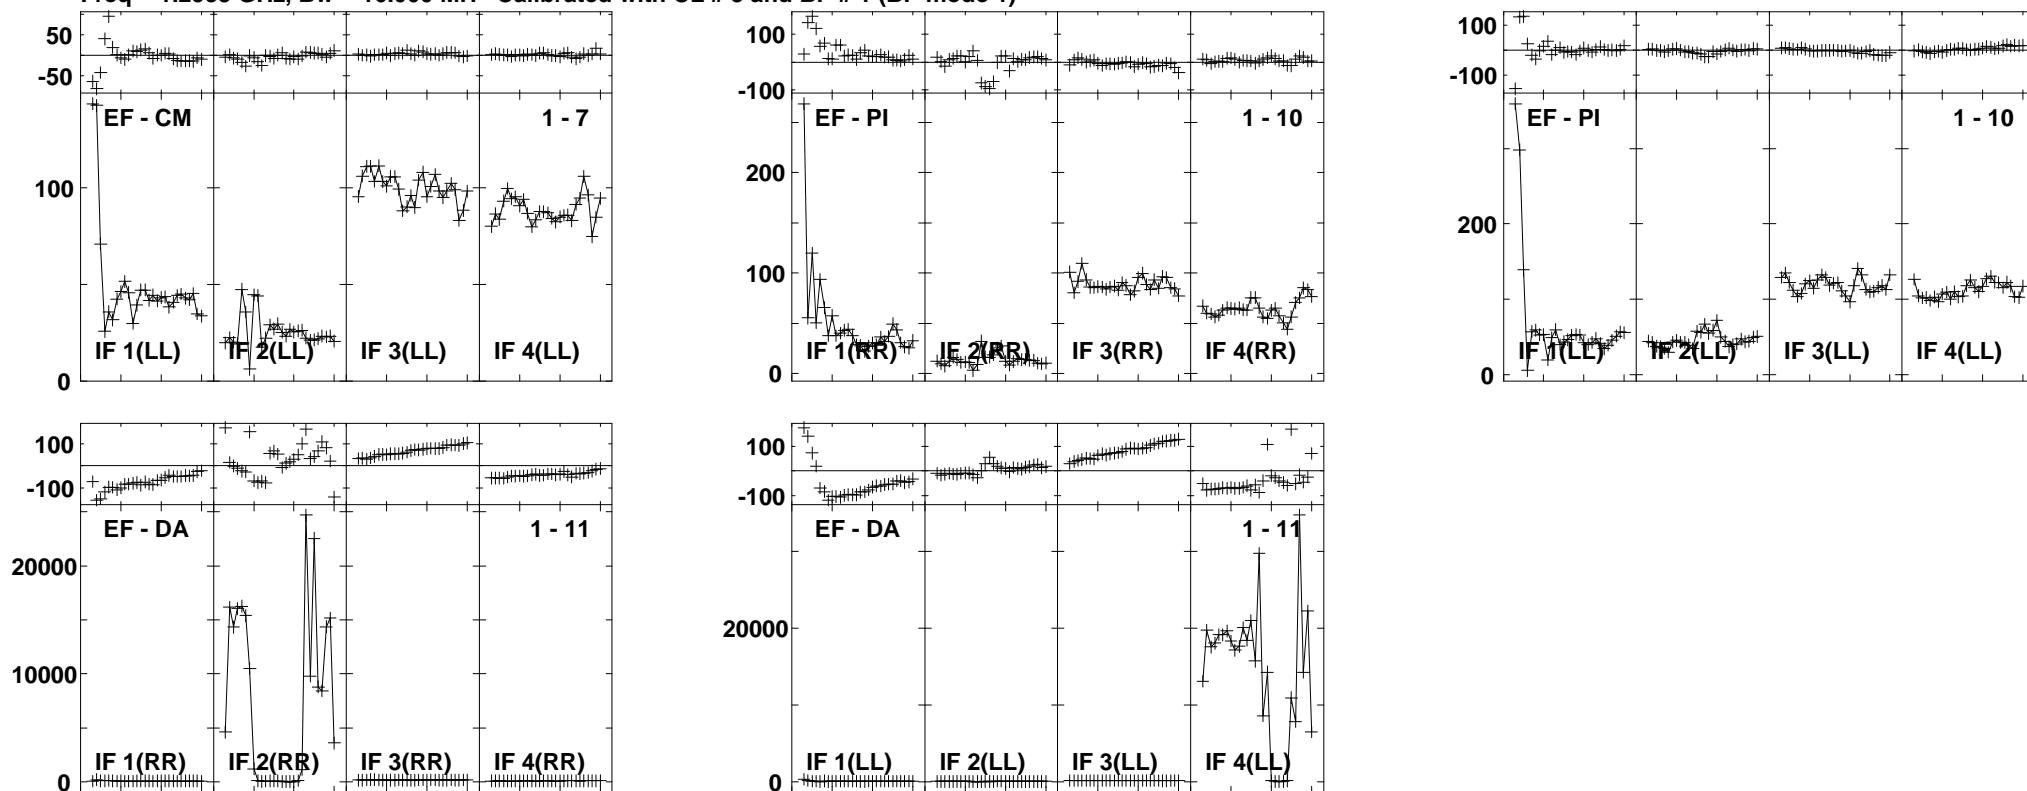 50
-50
EF - CM
1 - 7
100
0
IF 1(LL)
IF 2(LL)
IF 3(LL)
IF 4(LL)
100
-100
EF - PI
1 - 10
200
100
0
IF 1(RR)
IF 2(RR)
IF 3(RR)
IF 4(RR)
100
-100
EF - PI
1 - 10
200
0
IF 1(LL)
IF 2(LL)
IF 3(LL)
IF 4(LL)
100
-100
EF - DA
1 - 11
20000
10000
0
IF 1(RR)
IF 2(RR)
IF 3(RR)
IF 4(RR)
100
-100
EF - DA
1 - 11
20000
0
IF 1(LL)
IF 2(LL)
IF 3(LL)
IF 4(LL)